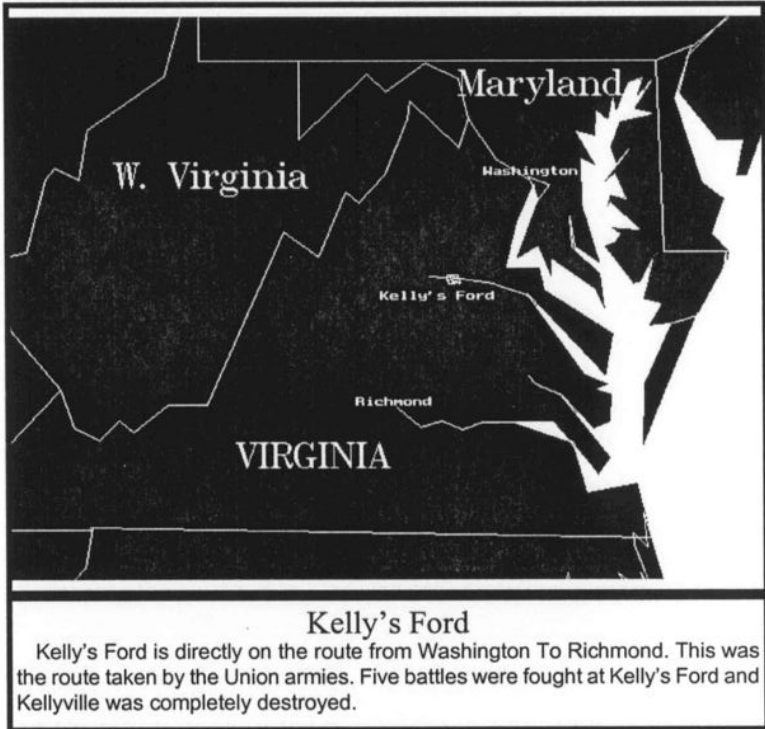 Maryland
W. Virginia
Washington
Kelly's Ford
Richmond
VIRGINIA
Kelly's Ford
Kelly's Ford is directly on the route from Washington To Richmond. This was
the route taken by the Union armies. Five battles were fought at Kelly's Ford and
Kellyville was completely destroyed.